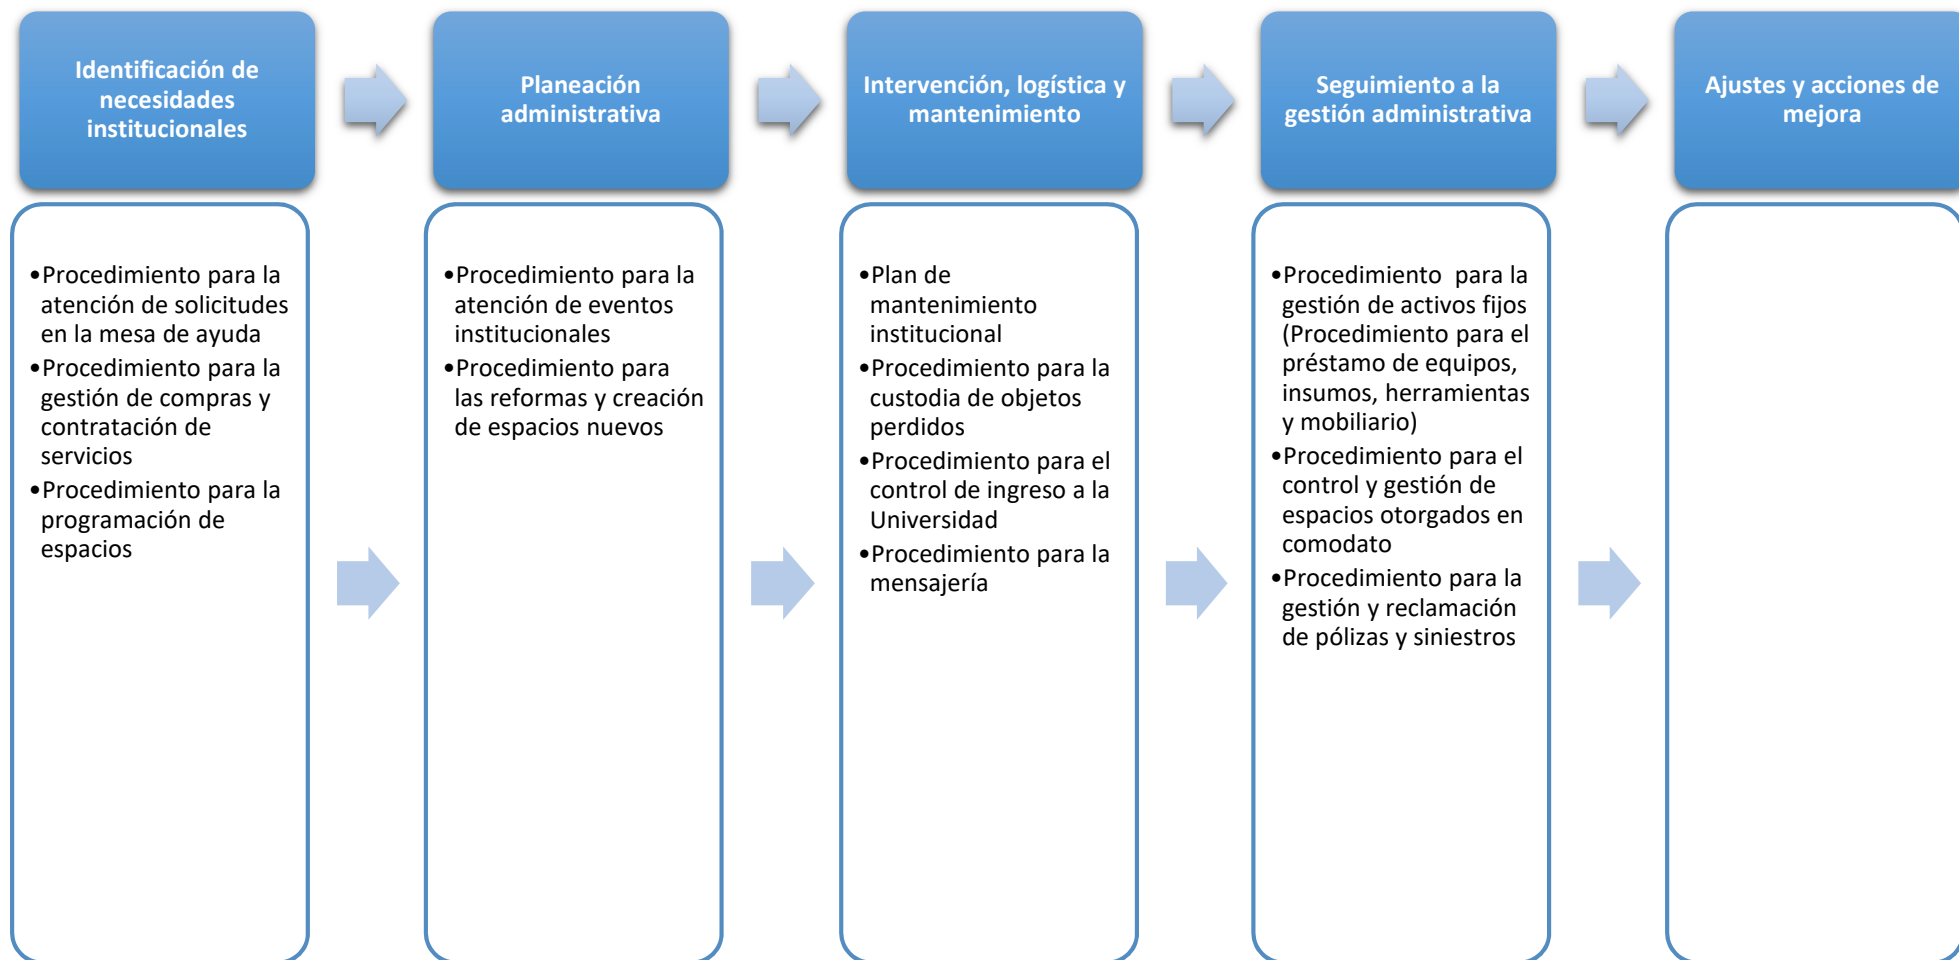 Identificación de
necesidades
institucionales
Planeación
administrativa
Intervención, logística y
mantenimiento
Seguimiento a la
gestión administrativa
Ajustes y acciones de
mejora
•Procedimiento para la
atención de solicitudes
en la mesa de ayuda
•Procedimiento para la
gestión de compras y
contratación de
servicios
•Procedimiento para la
programación de
espacios
•Procedimiento para la
atención de eventos
institucionales
•Procedimiento para
las reformas y creación
de espacios nuevos
•Plan de
mantenimiento
institucional
•Procedimiento para la
custodia de objetos
perdidos
•Procedimiento para el
control de ingreso a la
Universidad
•Procedimiento para la
mensajería
•Procedimiento  para la
gestión de activos fijos
(Procedimiento para el
préstamo de equipos,
insumos, herramientas
y mobiliario)
•Procedimiento para el
control y gestión de
espacios otorgados en
comodato
•Procedimiento para la
gestión y reclamación
de pólizas y siniestros